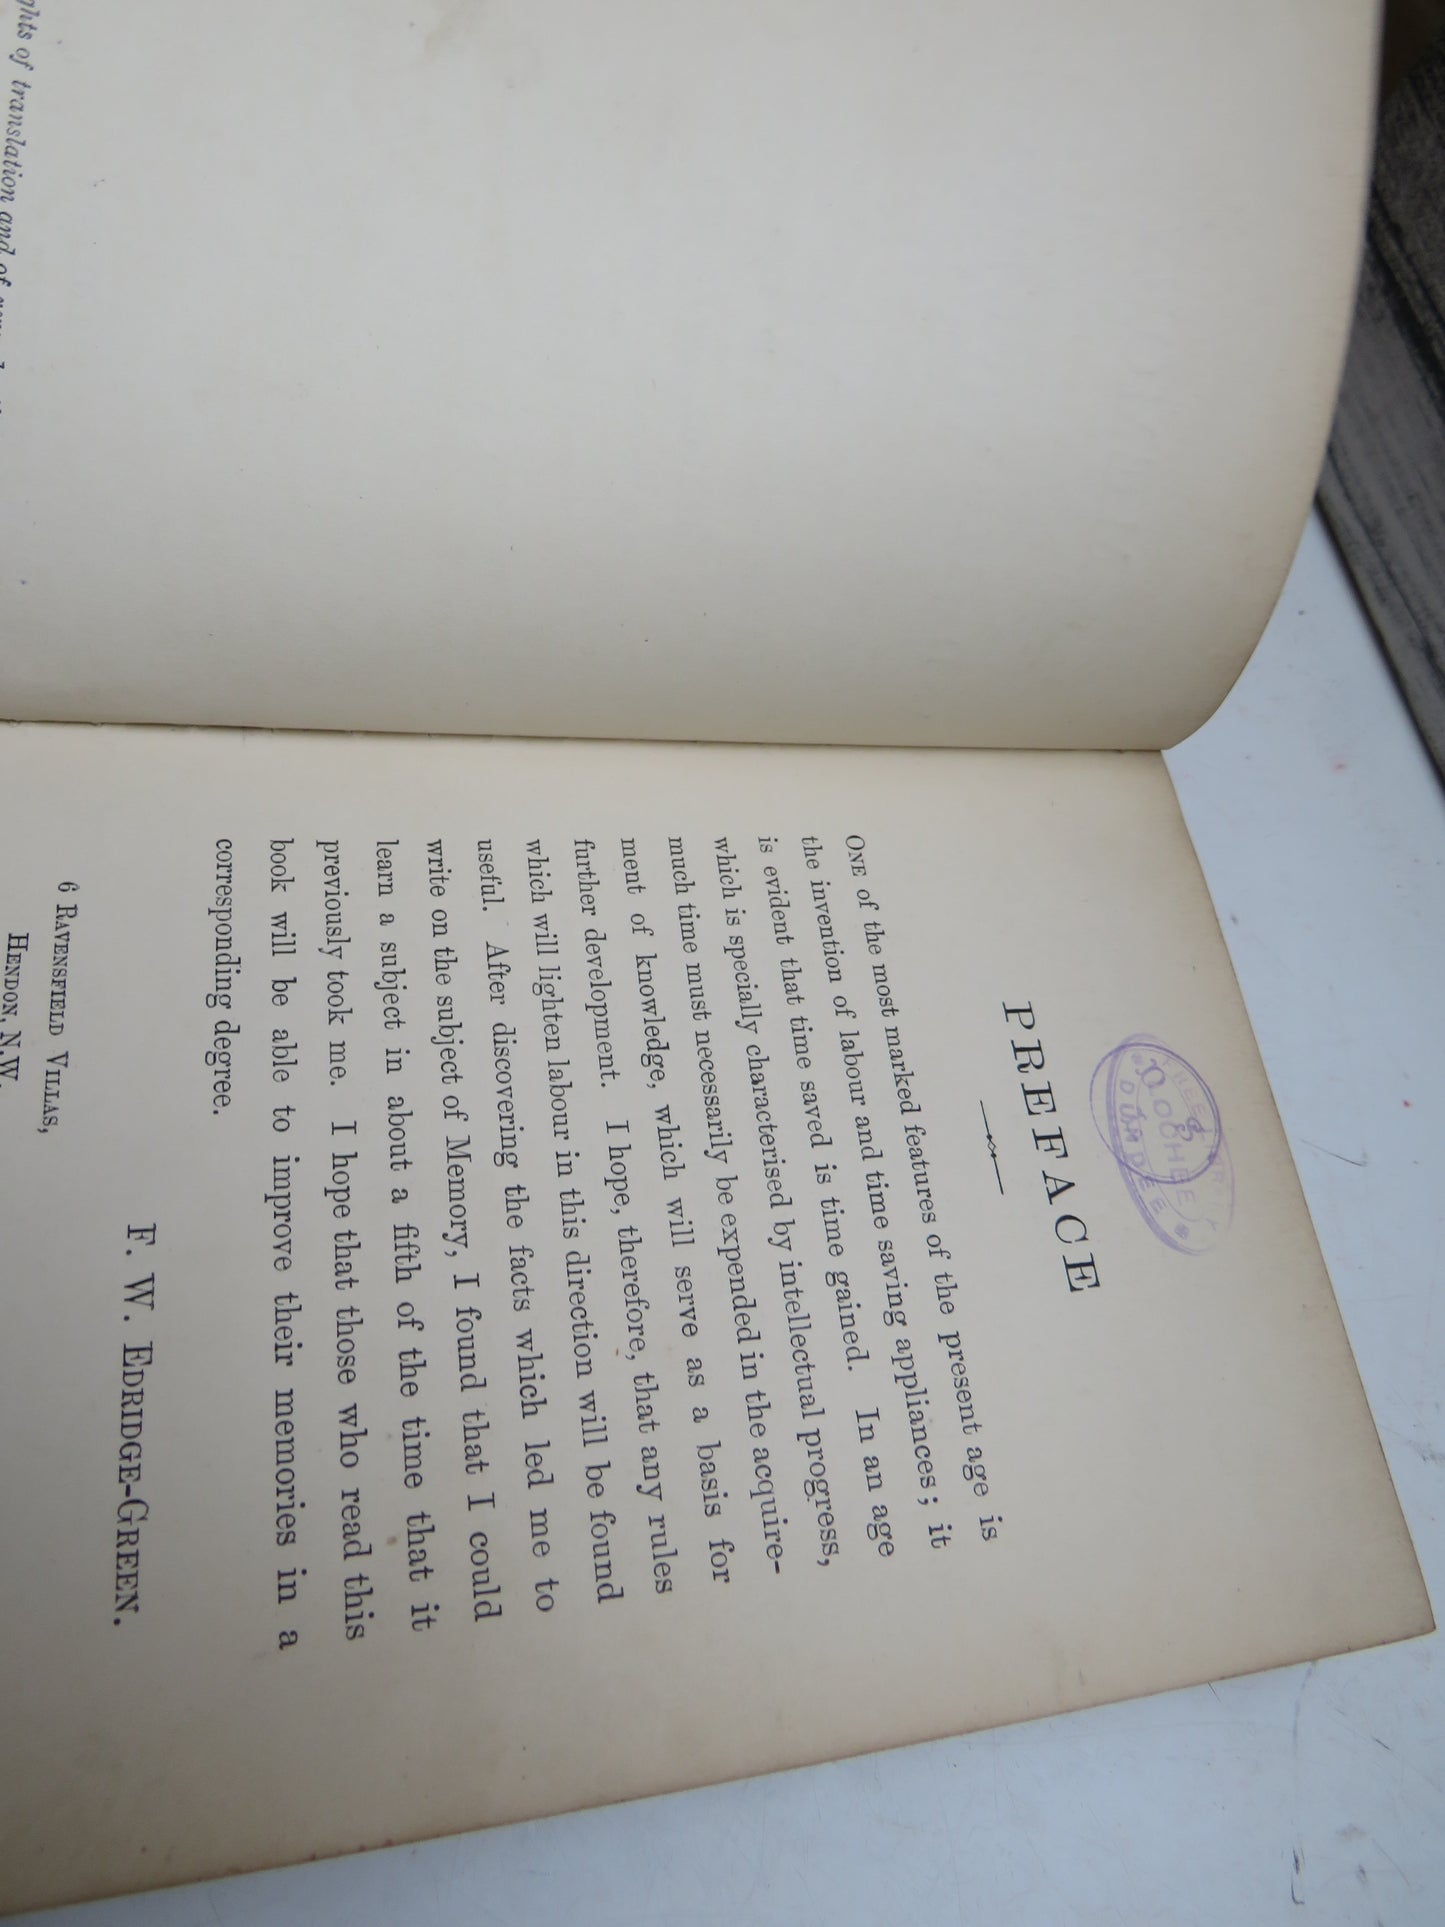 ghts of translation and of
PREFACE
ONE of the most marked features of the present age is
the invention of labour and time saving appliances; it
is evident that time saved is time gained. In an age
which is specially characterised by intellectual progress,
much time must necessarily be expended in the acquire-
ment of knowledge, which will serve as a basis for
further development. I hope, therefore, that any rules
which will lighten labour in this direction will be found
useful. After discovering the facts which led me to
write on the subject of Memory, I found that I could
learn a subject in about a fifth of the time that it
previously took me. I hope that those who read this
book will be able to improve their memories in a
corresponding degree.
F. W. EDRIDGE-GREEN.
6 RAVENSFIELD VILLAS,
HENDON, N.W.
LOCHEE
DUNDEE